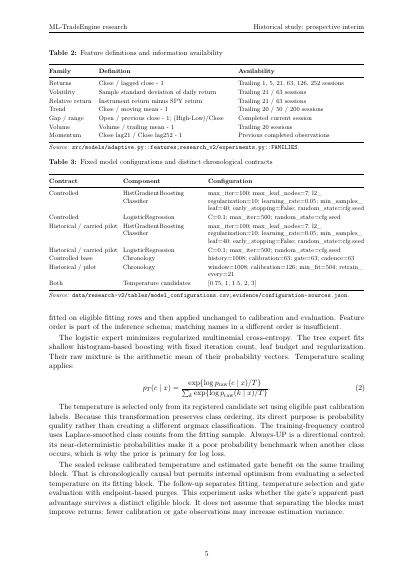 ML-TradeEngine research Historical study; prospective interim
Table 2: Feature definitions and information availability
Family Definition Availability
Returns Close / lagged close - 1 Trailing 1, 5, 21, 63, 126, 252 sessions
Volatility Sample standard deviation of daily return Trailing 21 / 63 sessions
Relative return Instrument return minus SPY return Trailing 21 / 63 sessions
Trend Close / moving mean - 1 Trailing 20 / 50 / 200 sessions
Gap / range Open / previous close - 1; (High-Low)/Close Completed current session
Volume Volume / trailing mean - 1 Trailing 20 sessions
Momentum Close lag21 / Close lag252 - 1 Previous completed observations
Source: src/models/adaptive.py::features;research_v2/experiments.py::FAMILIES.
Table 3: Fixed model configurations and distinct chronological contracts
Contract Component Configuration
Controlled HistGradientBoosting max_iter=100; max_leaf_nodes=7; l2_
Classifier regularization=10; learning_rate=0.05; min_samples_
leaf=40; early_stopping=False; random_state=cfg.seed
Controlled LogisticRegression C=0.1; max_iter=500; random_state=cfg.seed
Historical / carried pilot HistGradientBoosting max_iter=100; max_leaf_nodes=7; l2_
Classifier regularization=10; learning_rate=0.05; min_samples_
leaf=40; early_stopping=False; random_state=cfg.seed
Historical / carried pilot LogisticRegression C=0.1; max_iter=500; random_state=cfg.seed
Controlled base Chronology history=1008; calibration=63; gate=63; cadence=63
Historical / pilot Chronology window=1008; calibration=126; min_fit=504; retrain_
every=21
Both Temperature candidates [0.75, 1, 1.5, 2, 3]
Source: data/research-v2/tables/model_configurations.csv;evidence/configuration-sources.json.
fitted on eligible fitting rows and then applied unchanged to calibration and evaluation. Feature
order is part of the inference schema; matching names in a different order is insufficient.
The logistic expert minimizes regularized multinomial cross-entropy. The tree expert fits
shallow histogram-based boosting with fixed iteration count, leaf budget and regularization.
Their raw mixture is the arithmetic mean of their probability vectors. Temperature scaling
applies:
p_T(c | x) = exp{log p_raw(c | x)/T} / ∑_k exp{log p_raw(k | x)/T}. (2)
The temperature is selected only from its registered candidate set using eligible past calibration
labels. Because this transformation preserves class ordering, its direct purpose is probability
quality rather than creating a different argmax classification. The training-frequency control
uses Laplace-smoothed class counts from the fitting sample. Always-UP is a directional control;
its near-deterministic probabilities make it a poor probability benchmark when another class
occurs, which is why the prior is primary for log loss.
The sealed release calibrated temperature and estimated gate benefit on the same trailing
block. That is chronologically causal but permits internal optimism from evaluating a selected
temperature on its fitting block. The follow-up separates fitting, temperature selection and gate
evaluation with endpoint-based purges. This experiment asks whether the gate's apparent past
advantage survives a distinct eligible block. It does not assume that separating the blocks must
improve returns; fewer calibration or gate observations may increase estimation variance.
5